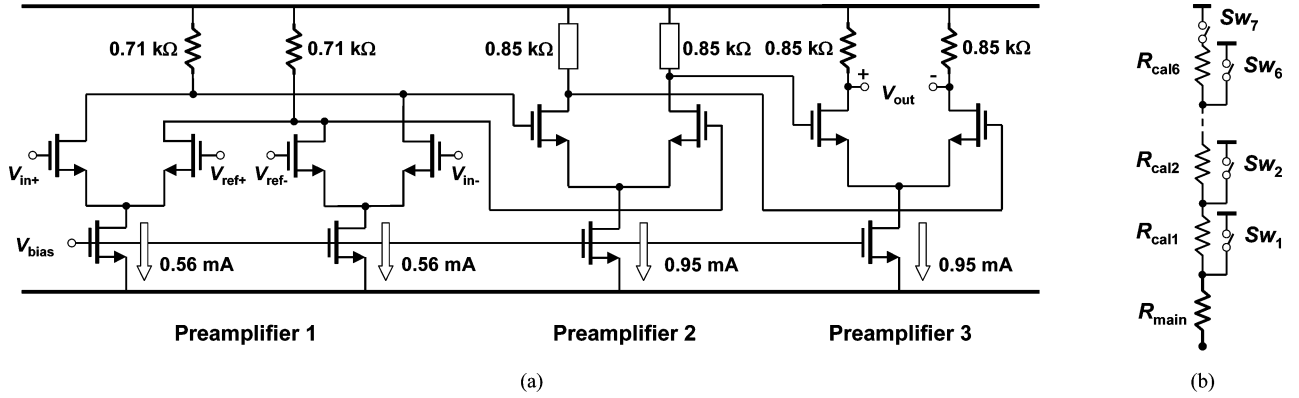 0.71 kΩ
0.71 kΩ
0.85 kΩ
0.85 kΩ
0.85 kΩ
0.85 kΩ
+
-
Vout
Vin+
Vref+
Vref-
Vin-
Vbias
0.56 mA
0.56 mA
0.95 mA
0.95 mA
Preamplifier 1
Preamplifier 2
Preamplifier 3
(a)
Sw7
Rcal6
Sw6
Rcal2
Sw2
Rcal1
Sw1
Rmain
(b)